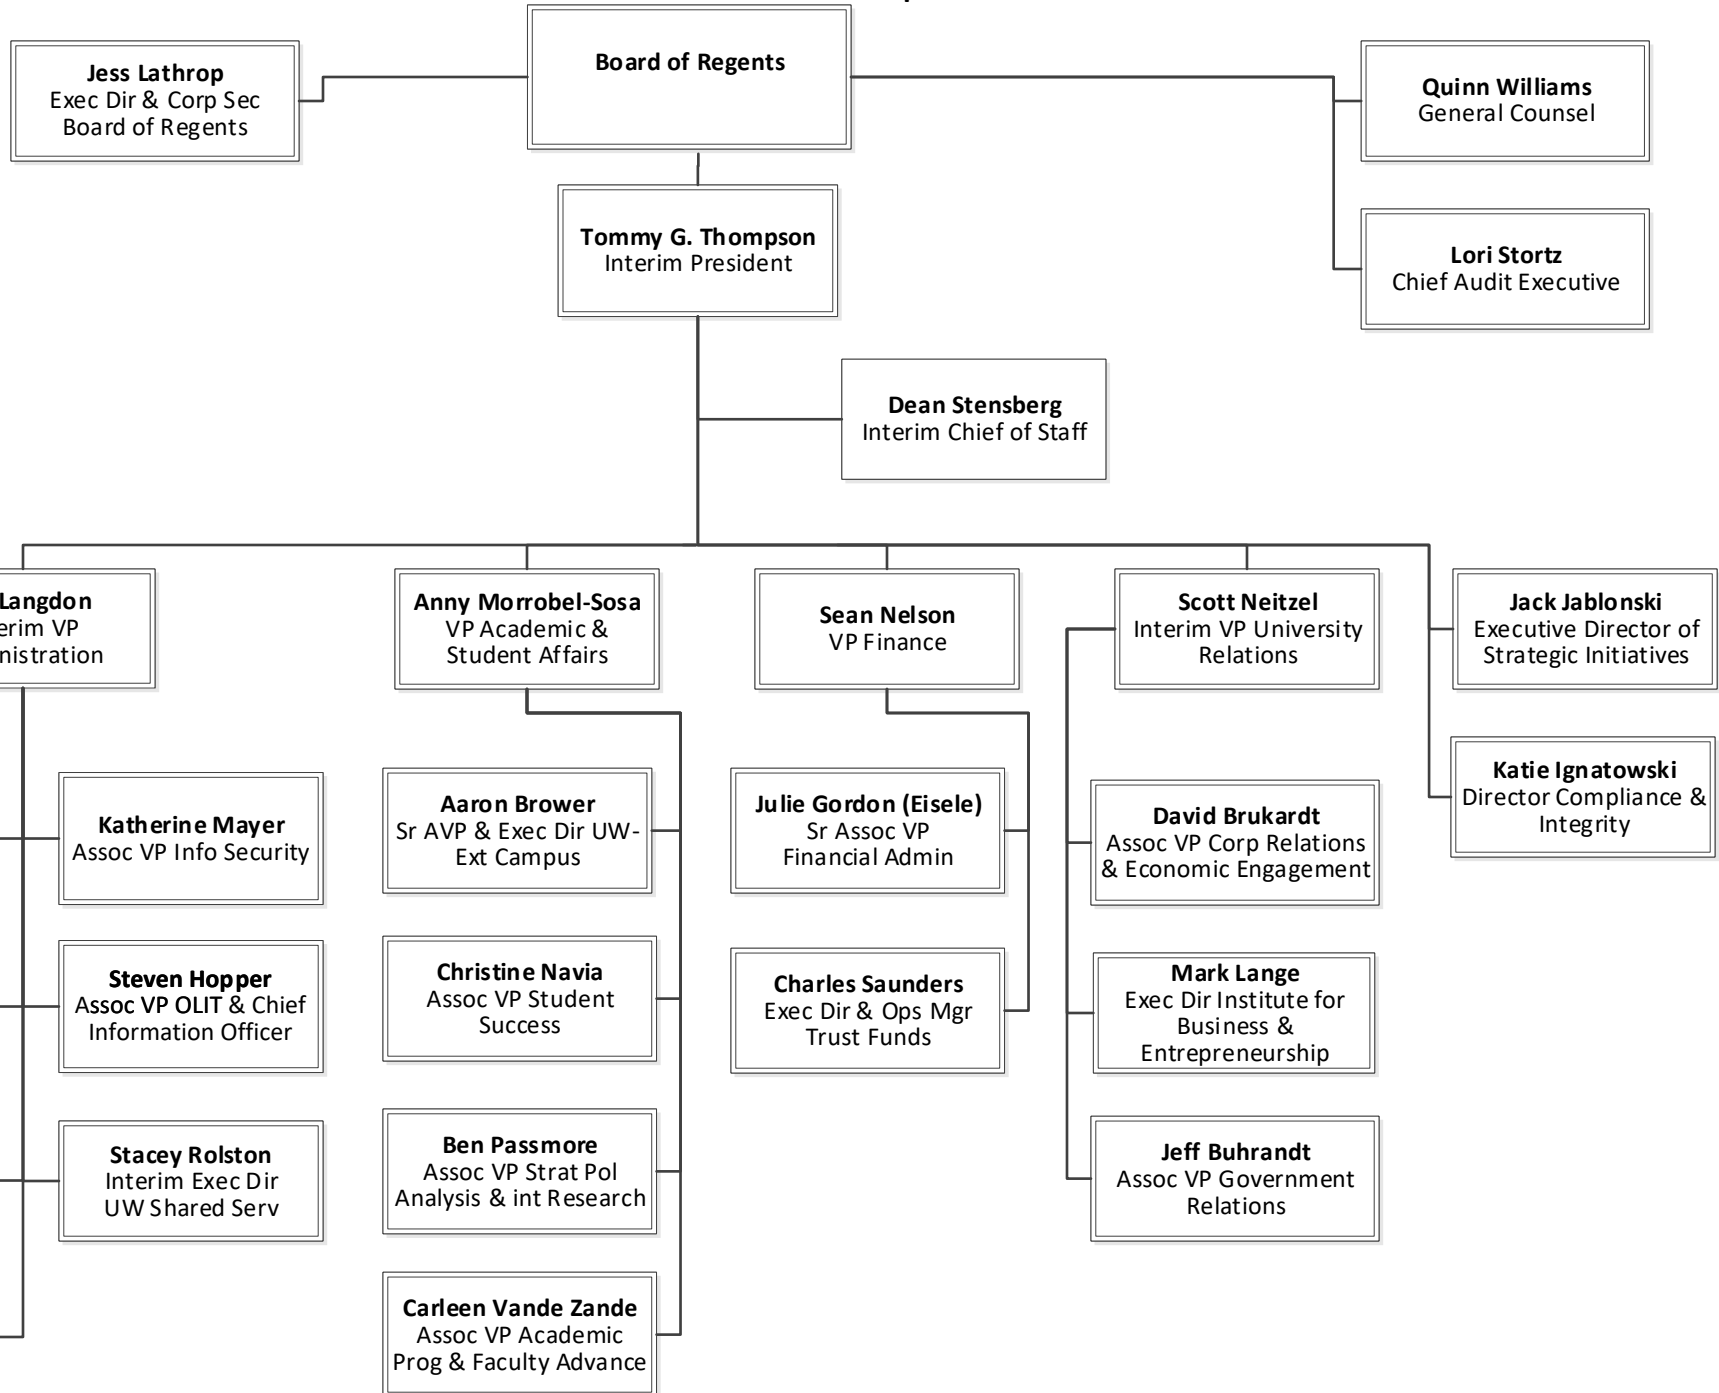 Board of Regents
Jess Lathrop
Exec Dir & Corp Sec
Board of Regents
Quinn Williams
General Counsel
Tommy G. Thompson
Interim President
Lori Stortz
Chief Audit Executive
Dean Stensberg
Interim Chief of Staff
Langdon
erim VP
nistration
Anny Morrobel-Sosa
VP Academic &
Student Affairs
Sean Nelson
VP Finance
Scott Neitzel
Interim VP University
Relations
Jack Jablonski
Executive Director of
Strategic Initiatives
Katie Ignatowski
Director Compliance &
Integrity
Katherine Mayer
Assoc VP Info Security
Steven Hopper
Assoc VP OLIT & Chief
Information Officer
Stacey Rolston
Interim Exec Dir
UW Shared Serv
Aaron Brower
Sr AVP & Exec Dir UW-
Ext Campus
Christine Navia
Assoc VP Student
Success
Ben Passmore
Assoc VP Strat Pol
Analysis & int Research
Carleen Vande Zande
Assoc VP Academic
Prog & Faculty Advance
Julie Gordon (Eisele)
Sr Assoc VP
Financial Admin
Charles Saunders
Exec Dir & Ops Mgr
Trust Funds
David Brukardt
Assoc VP Corp Relations
& Economic Engagement
Mark Lange
Exec Dir Institute for
Business &
Entrepreneurship
Jeff Buhrandt
Assoc VP Government
Relations